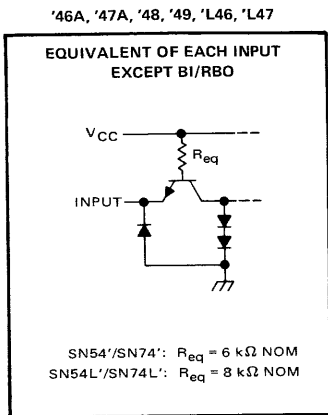 '46A, '47A, '48, '49, 'L46, 'L47
EQUIVALENT OF EACH INPUT
EXCEPT BI/RBO
VCC
Req
INPUT
SN54'/SN74': Req = 6 kΩ NOM
SN54L'/SN74L': Req = 8 kΩ NOM